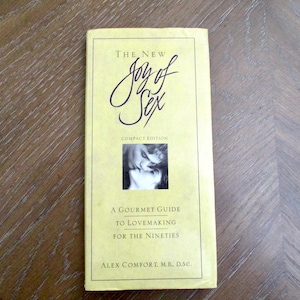 THE NEW
Joy of
Sex
COMPACT EDITION
A GOURMET GUIDE
TO LOVEMAKING
FOR THE NINETIES
ALEX COMFORT, M.B., D.SC.